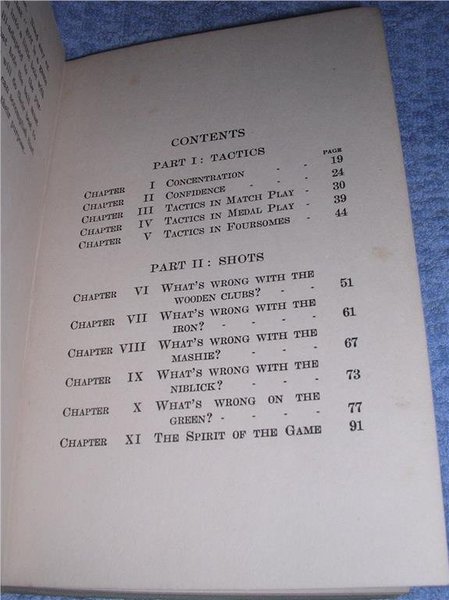 CONTENTS
PART I: TACTICS
PAGE
CHAPTER I CONCENTRATION - - 19
CHAPTER II CONFIDENCE - - - 24
CHAPTER III TACTICS IN MATCH PLAY - 30
CHAPTER IV TACTICS IN MEDAL PLAY - 39
CHAPTER V TACTICS IN FOURSOMES - 44
PART II: SHOTS
CHAPTER VI WHAT'S WRONG WITH THE
WOODEN CLUBS? - - - 51
CHAPTER VII WHAT'S WRONG WITH THE
IRON? - - - - 61
CHAPTER VIII WHAT'S WRONG WITH THE
MASHIE? - - - 67
CHAPTER IX WHAT'S WRONG WITH THE
NIBLICK? - - - 73
CHAPTER X WHAT'S WRONG ON THE
GREEN? - - - - 77
CHAPTER XI THE SPIRIT OF THE GAME 91